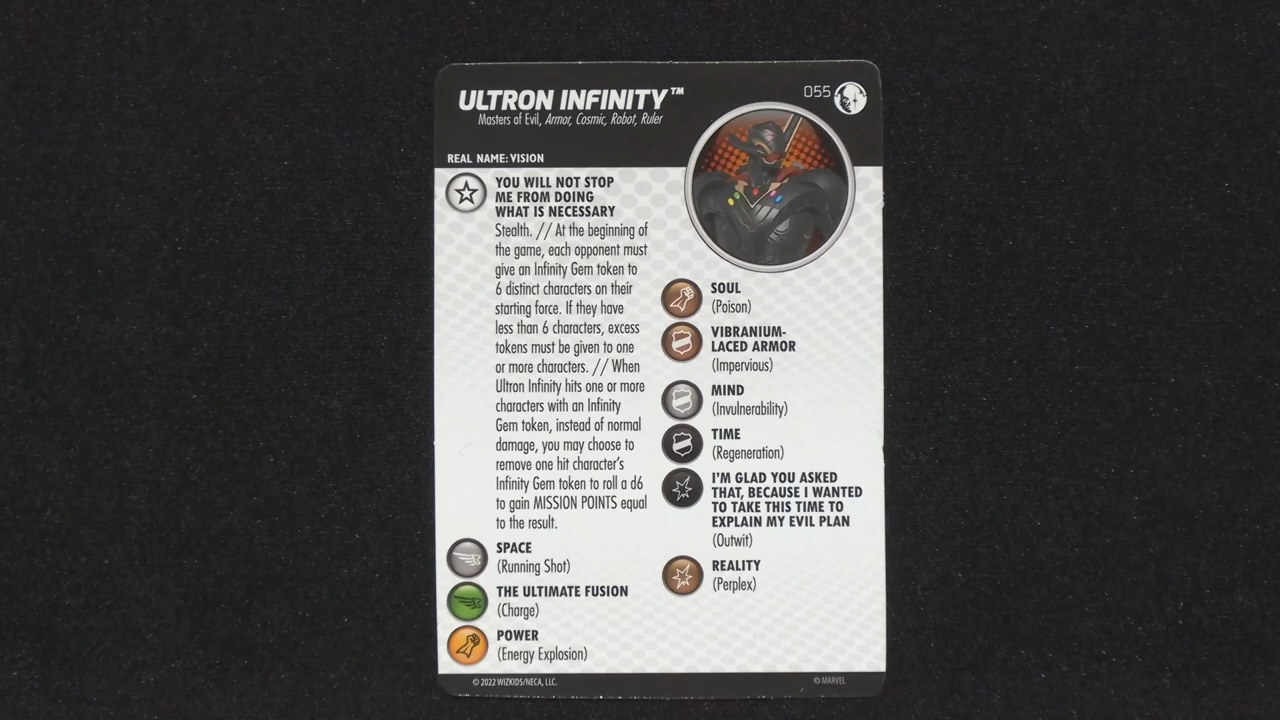 ULTRON INFINITY™
055
Masters of Evil, Armor, Cosmic, Robot, Ruler
REAL NAME: VISION
YOU WILL NOT STOP
ME FROM DOING
WHAT IS NECESSARY
Stealth. // At the beginning of
the game, each opponent must
give an Infinity Gem token to
6 distinct characters on their
starting force. If they have
less than 6 characters, excess
tokens must be given to one
or more characters. // When
Ultron Infinity hits one or more
characters with an Infinity
Gem token, instead of normal
damage, you may choose to
remove one hit character's
Infinity Gem token to roll a d6
to gain MISSION POINTS equal
to the result.
SPACE
(Running Shot)
THE ULTIMATE FUSION
(Charge)
POWER
(Energy Explosion)
SOUL
(Poison)
VIBRANIUM-
LACED ARMOR
(Impervious)
MIND
(Invulnerability)
TIME
(Regeneration)
I'M GLAD YOU ASKED
THAT, BECAUSE I WANTED
TO TAKE THIS TIME TO
EXPLAIN MY EVIL PLAN
(Outwit)
REALITY
(Perplex)
© 2022 WIZKIDS/NECA, LLC.
© MARVEL